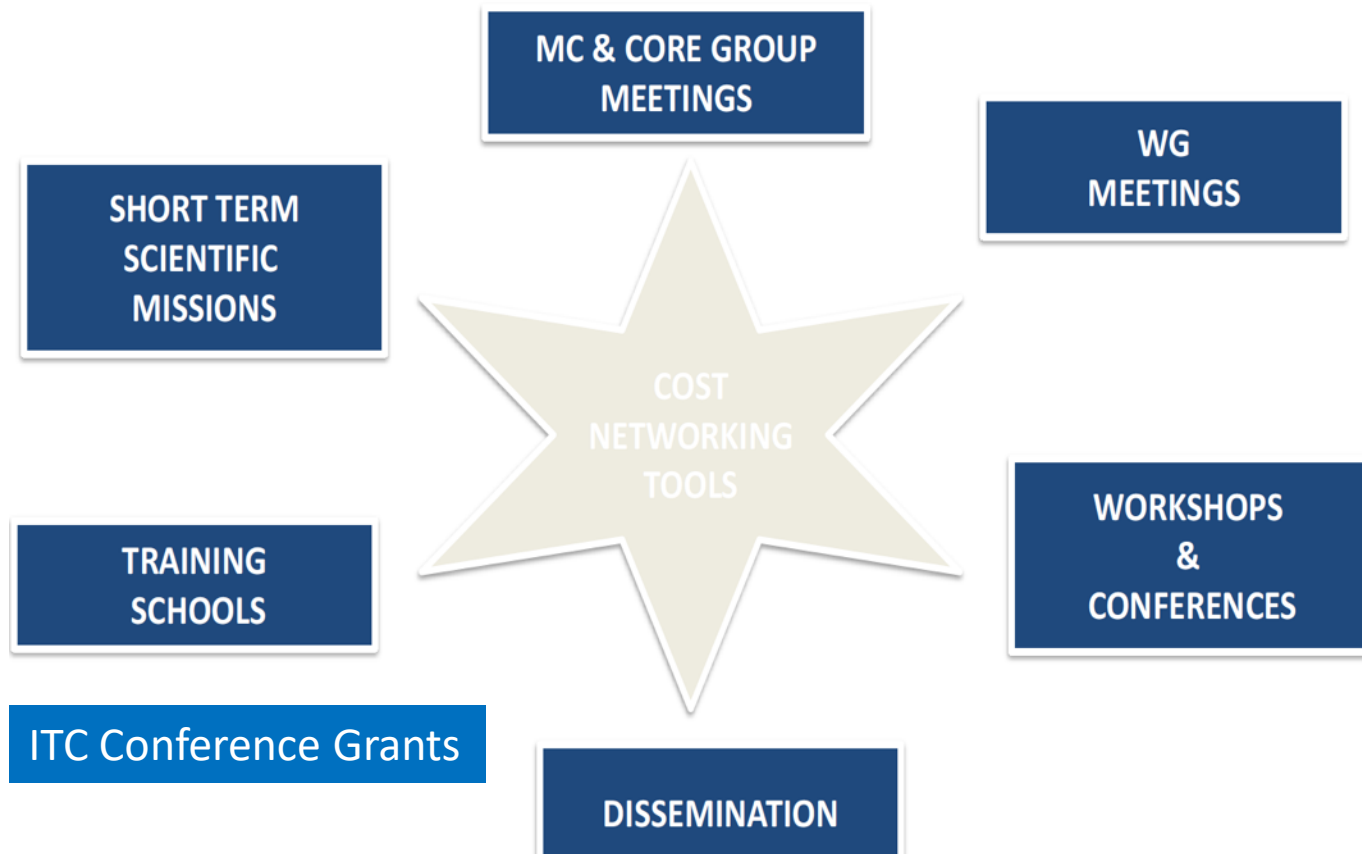 MC & CORE GROUP
MEETINGS
WG
MEETINGS
SHORT TERM
SCIENTIFIC
MISSIONS
COST
NETWORKING
TOOLS
WORKSHOPS
&
CONFERENCES
TRAINING
SCHOOLS
ITC Conference Grants
DISSEMINATION